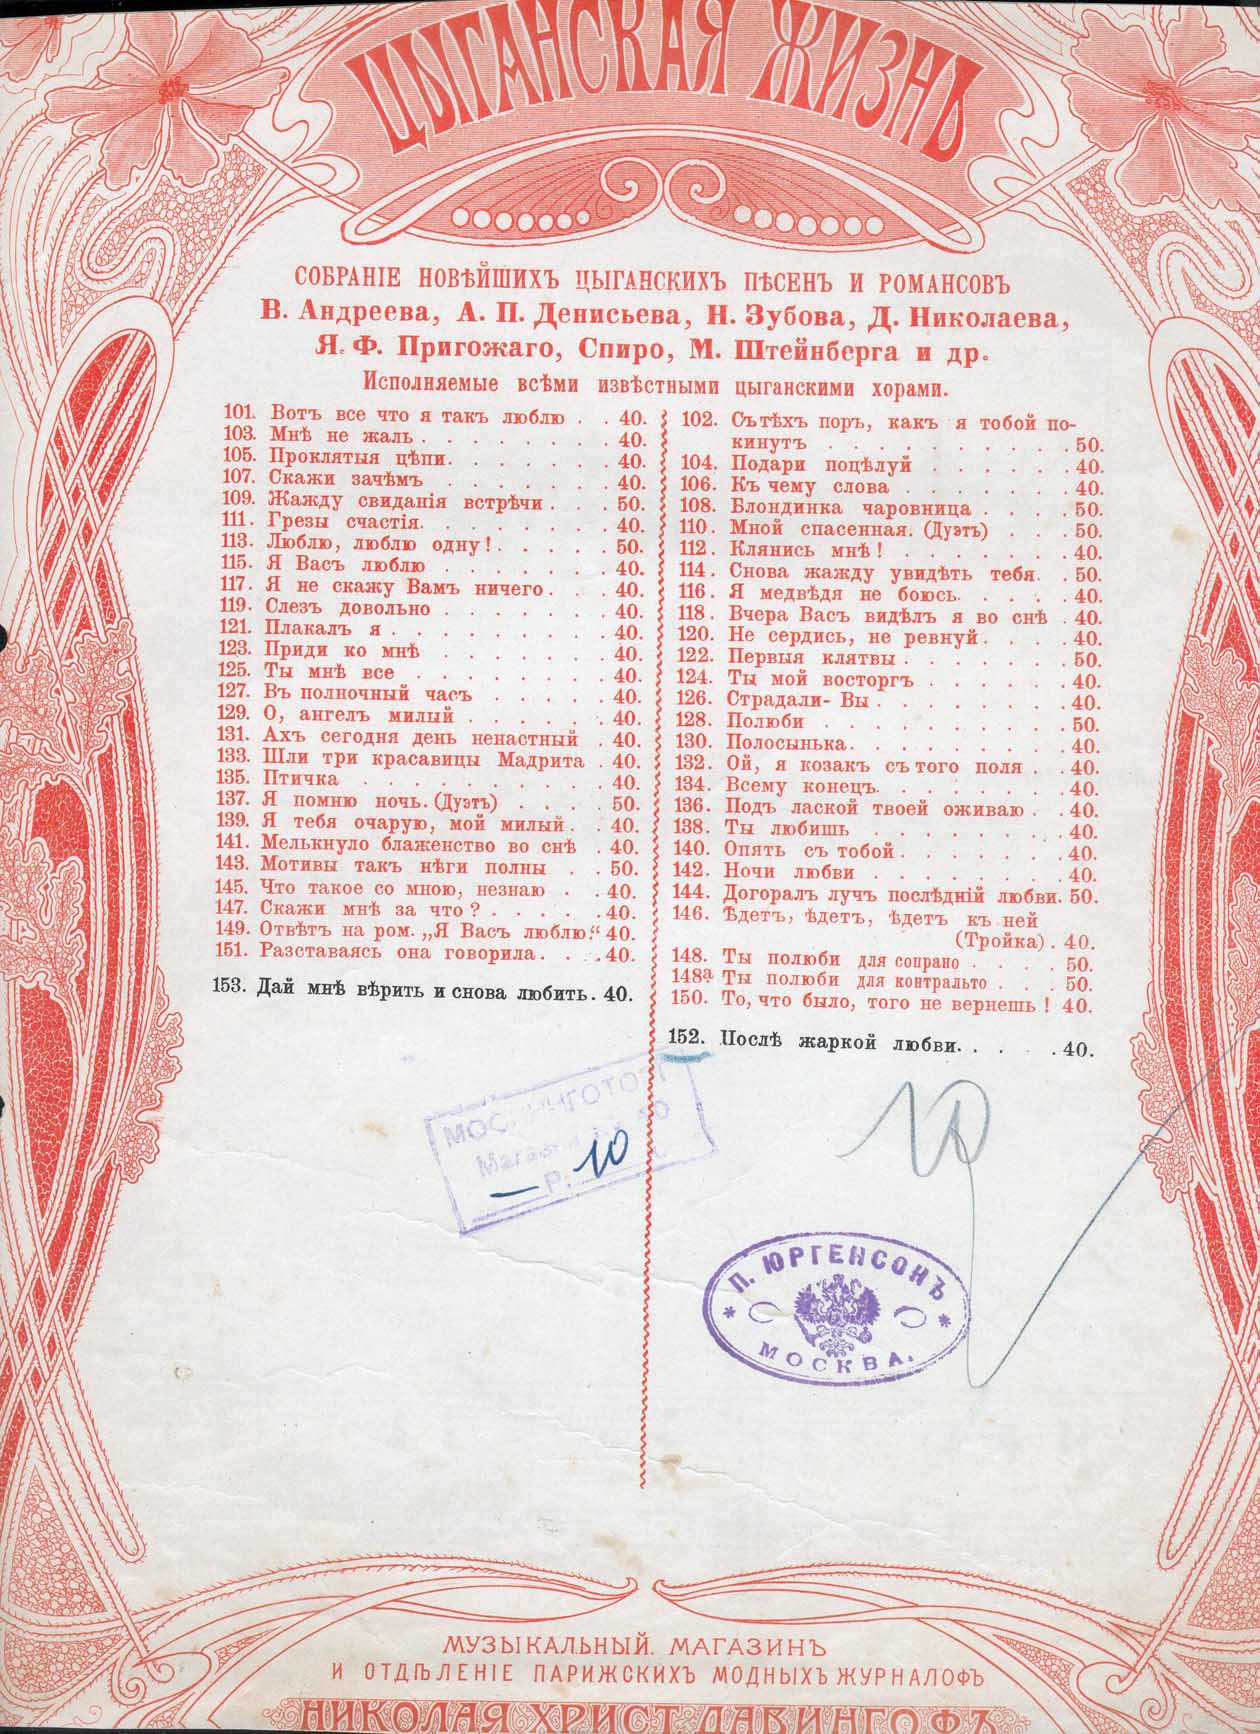 ЦЫГАНСКАЯ ЖИЗНЬ
СОБРАНІЕ НОВѢЙШИХЪ ЦЫГАНСКИХЪ ПѢСЕНЪ И РОМАНСОВЪ
В. Андреева, А. П. Денисьева, Н. Зубова, Д. Николаева,
Я. Ф. Пригожаго, Спиро, М. Штейнберга и др.
Исполняемые всѣми извѣстными цыганскими хорами.
101. Вотъ все что я такъ люблю . . 40.
103. Мнѣ не жаль . . . . . . . . 40.
105. Проклятыя цѣпи. . . . . . . 40.
107. Скажи зачѣмъ . . . . . . . 40.
109. Жажду свиданія встрѣчи . . . 50.
111. Грезы счастія. . . . . . . . 40.
113. Люблю, люблю одну! . . . . . 50.
115. Я Васъ люблю . . . . . . . . 40.
117. Я не скажу Вамъ ничего . . . 40.
119. Слезъ довольно . . . . . . . 40.
121. Плакалъ я . . . . . . . . . 40.
123. Приди ко мнѣ . . . . . . . 40.
125. Ты мнѣ все . . . . . . . . 40.
127. Въ полночный часъ . . . . . 40.
129. О, ангелъ милый . . . . . . 40.
131. Ахъ сегодня день ненастный . 40.
133. Шли три красавицы Мадрита . 40.
135. Птичка . . . . . . . . . . 40.
137. Я помню ночь. (Дуэтъ) . . . . 50.
139. Я тебя очарую, мой милый . . 40.
141. Мелькнуло блаженство во снѣ . 40.
143. Мотивы такъ нѣги полны . . 50.
145. Что такое со мною, незнаю . . 40.
147. Скажи мнѣ за что? . . . . . 40.
149. Отвѣтъ на ром. „Я Васъ люблю.“ 40.
151. Разставаясь она говорила. . . . 40.
153. Дай мнѣ вѣрить и снова любить. 40.
102. Съ тѣхъ поръ, какъ я тобой по-
кинутъ . . . . . . . . . . . 50.
104. Подари поцѣлуй . . . . . . 40.
106. Къ чему слова . . . . . . . 40.
108. Блондинка чаровница . . . . 50.
110. Мной спасенная. (Дуэтъ) . . . 50.
112. Клянись мнѣ! . . . . . . . 40.
114. Снова жажду увидѣть тебя. . 50.
116. Я медвѣдя не боюсь. . . . . 40.
118. Вчера Васъ видѣлъ я во снѣ . 40.
120. Не сердись, не ревнуй. . . . 40.
122. Первыя клятвы . . . . . . . 50.
124. Ты мой восторгъ . . . . . . 40.
126. Страдали- Вы . . . . . . . . 40.
128. Полюби . . . . . . . . . . 50.
130. Полосынька. . . . . . . . . 40.
132. Ой, я козакъ съ того поля . . 40.
134. Всему конецъ. . . . . . . . 40.
136. Подъ лаской твоей оживаю . . 40.
138. Ты любишь . . . . . . . . . 40.
140. Опять съ тобой . . . . . . . 40.
142. Ночи любви . . . . . . . . 40.
144. Догоралъ лучъ послѣдній любви. 50.
146. Ѣдетъ, ѣдетъ, ѣдетъ къ ней
(Тройка) . 40.
148. Ты полюби для сопрано . . . . 50.
148а Ты полюби для контральто . . . 50.
150. То, что было, того не вернешь! 40.
152. Послѣ жаркой любви. . . . . 40.
Р. 10
10
П. ЮРГЕНСОНЪ
МОСКВА.
МУЗЫКАЛЬНЫЙ. МАГАЗИНЪ
И ОТДѢЛЕНІЕ ПАРИЖСКИХЪ МОДНЫХЪ ЖУРНАЛОФЪ
НИКОЛАЯ ХРИСТ. ДАВИНГОФЪ